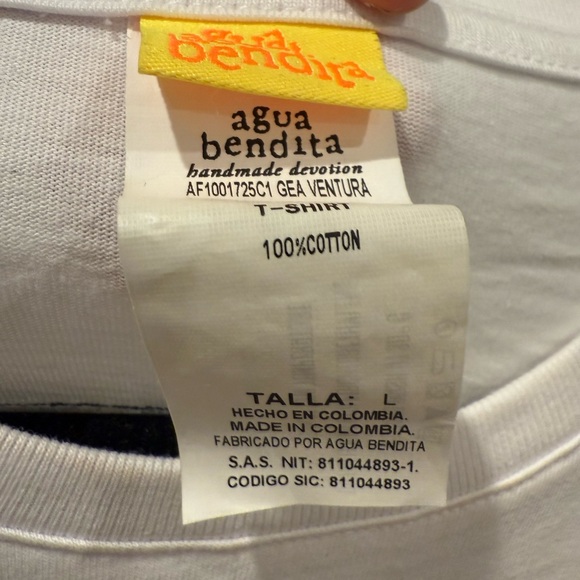 agua
bendita
agua
bendita
handmade devotion
AF1001725C1 GEA VENTURA
T-SHIRT
100%COTTON
TALLA: L
HECHO EN COLOMBIA.
MADE IN COLOMBIA.
FABRICADO POR AGUA BENDITA
S.A.S. NIT: 811044893-1.
CODIGO SIC: 811044893